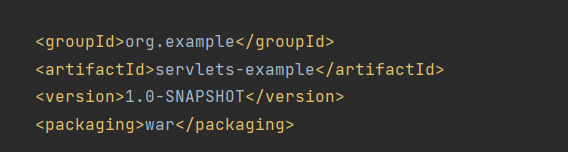 <groupId>org.example</groupId>
<artifactId>servlets-example</artifactId>
<version>1.0-SNAPSHOT</version>
<packaging>war</packaging>